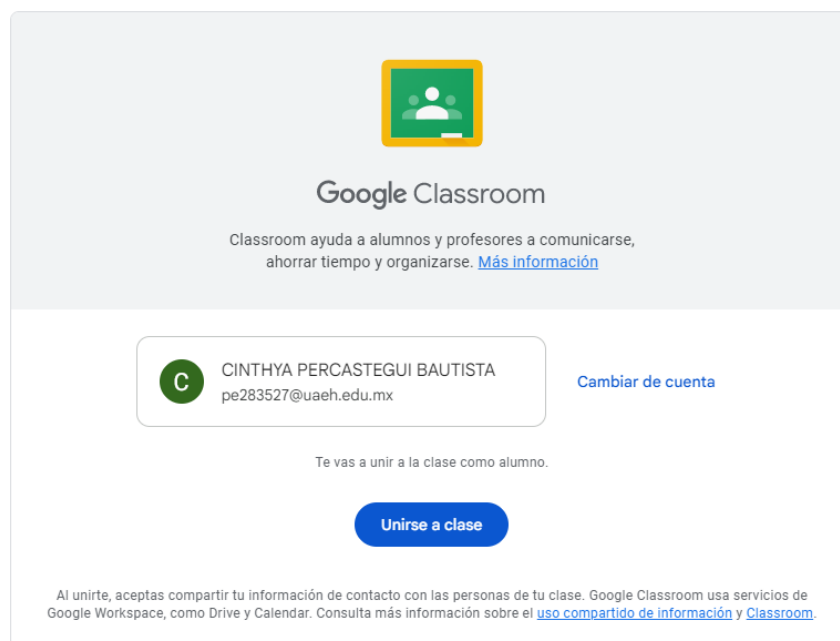 Google Classroom
Classroom ayuda a alumnos y profesores a comunicarse,
ahorrar tiempo y organizarse. Más información
C
CINTHYA PERCASTEGUI BAUTISTA
pe283527@uaeh.edu.mx
Cambiar de cuenta
Te vas a unir a la clase como alumno.
Unirse a clase
Al unirte, aceptas compartir tu información de contacto con las personas de tu clase. Google Classroom usa servicios de
Google Workspace, como Drive y Calendar. Consulta más información sobre el uso compartido de información y Classroom.